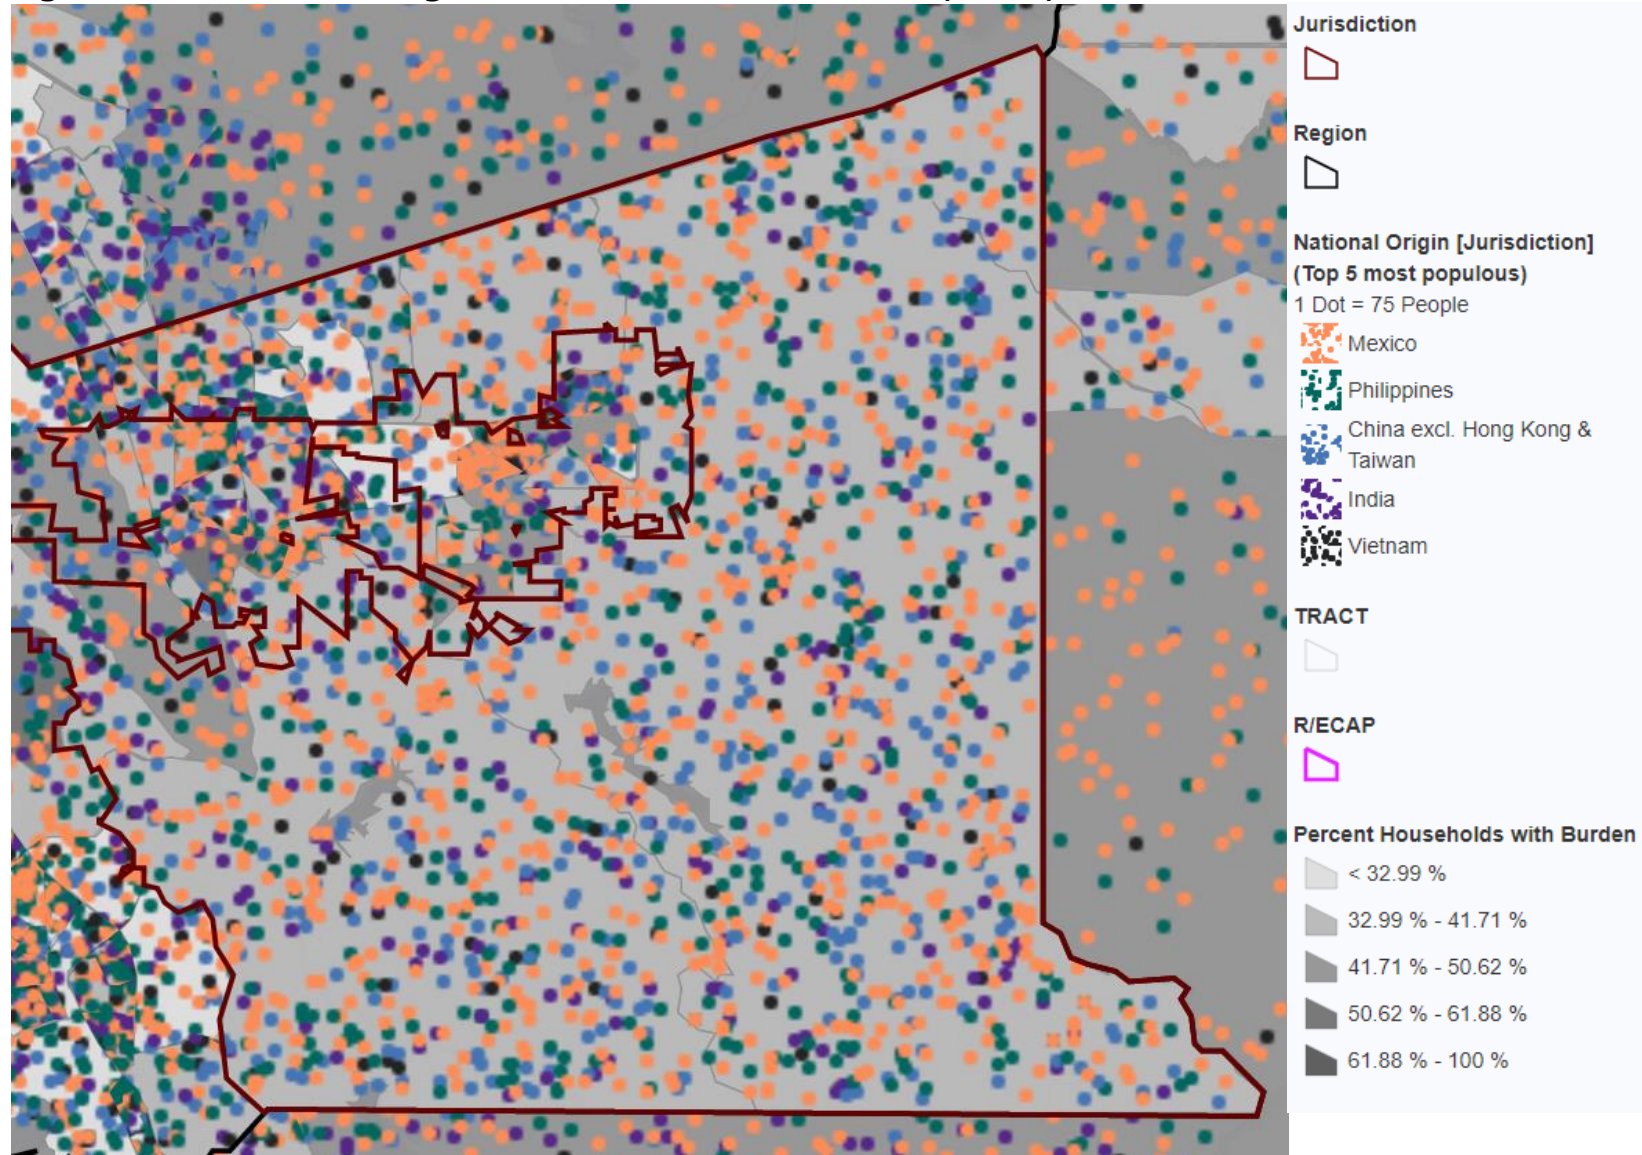 Jurisdiction
Region
National Origin [Jurisdiction]
(Top 5 most populous)
1 Dot = 75 People
Mexico
Philippines
China excl. Hong Kong &
Taiwan
India
Vietnam
TRACT
R/ECAP
Percent Households with Burden
< 32.99 %
32.99 % - 41.71 %
41.71 % - 50.62 %
50.62 % - 61.88 %
61.88 % - 100 %